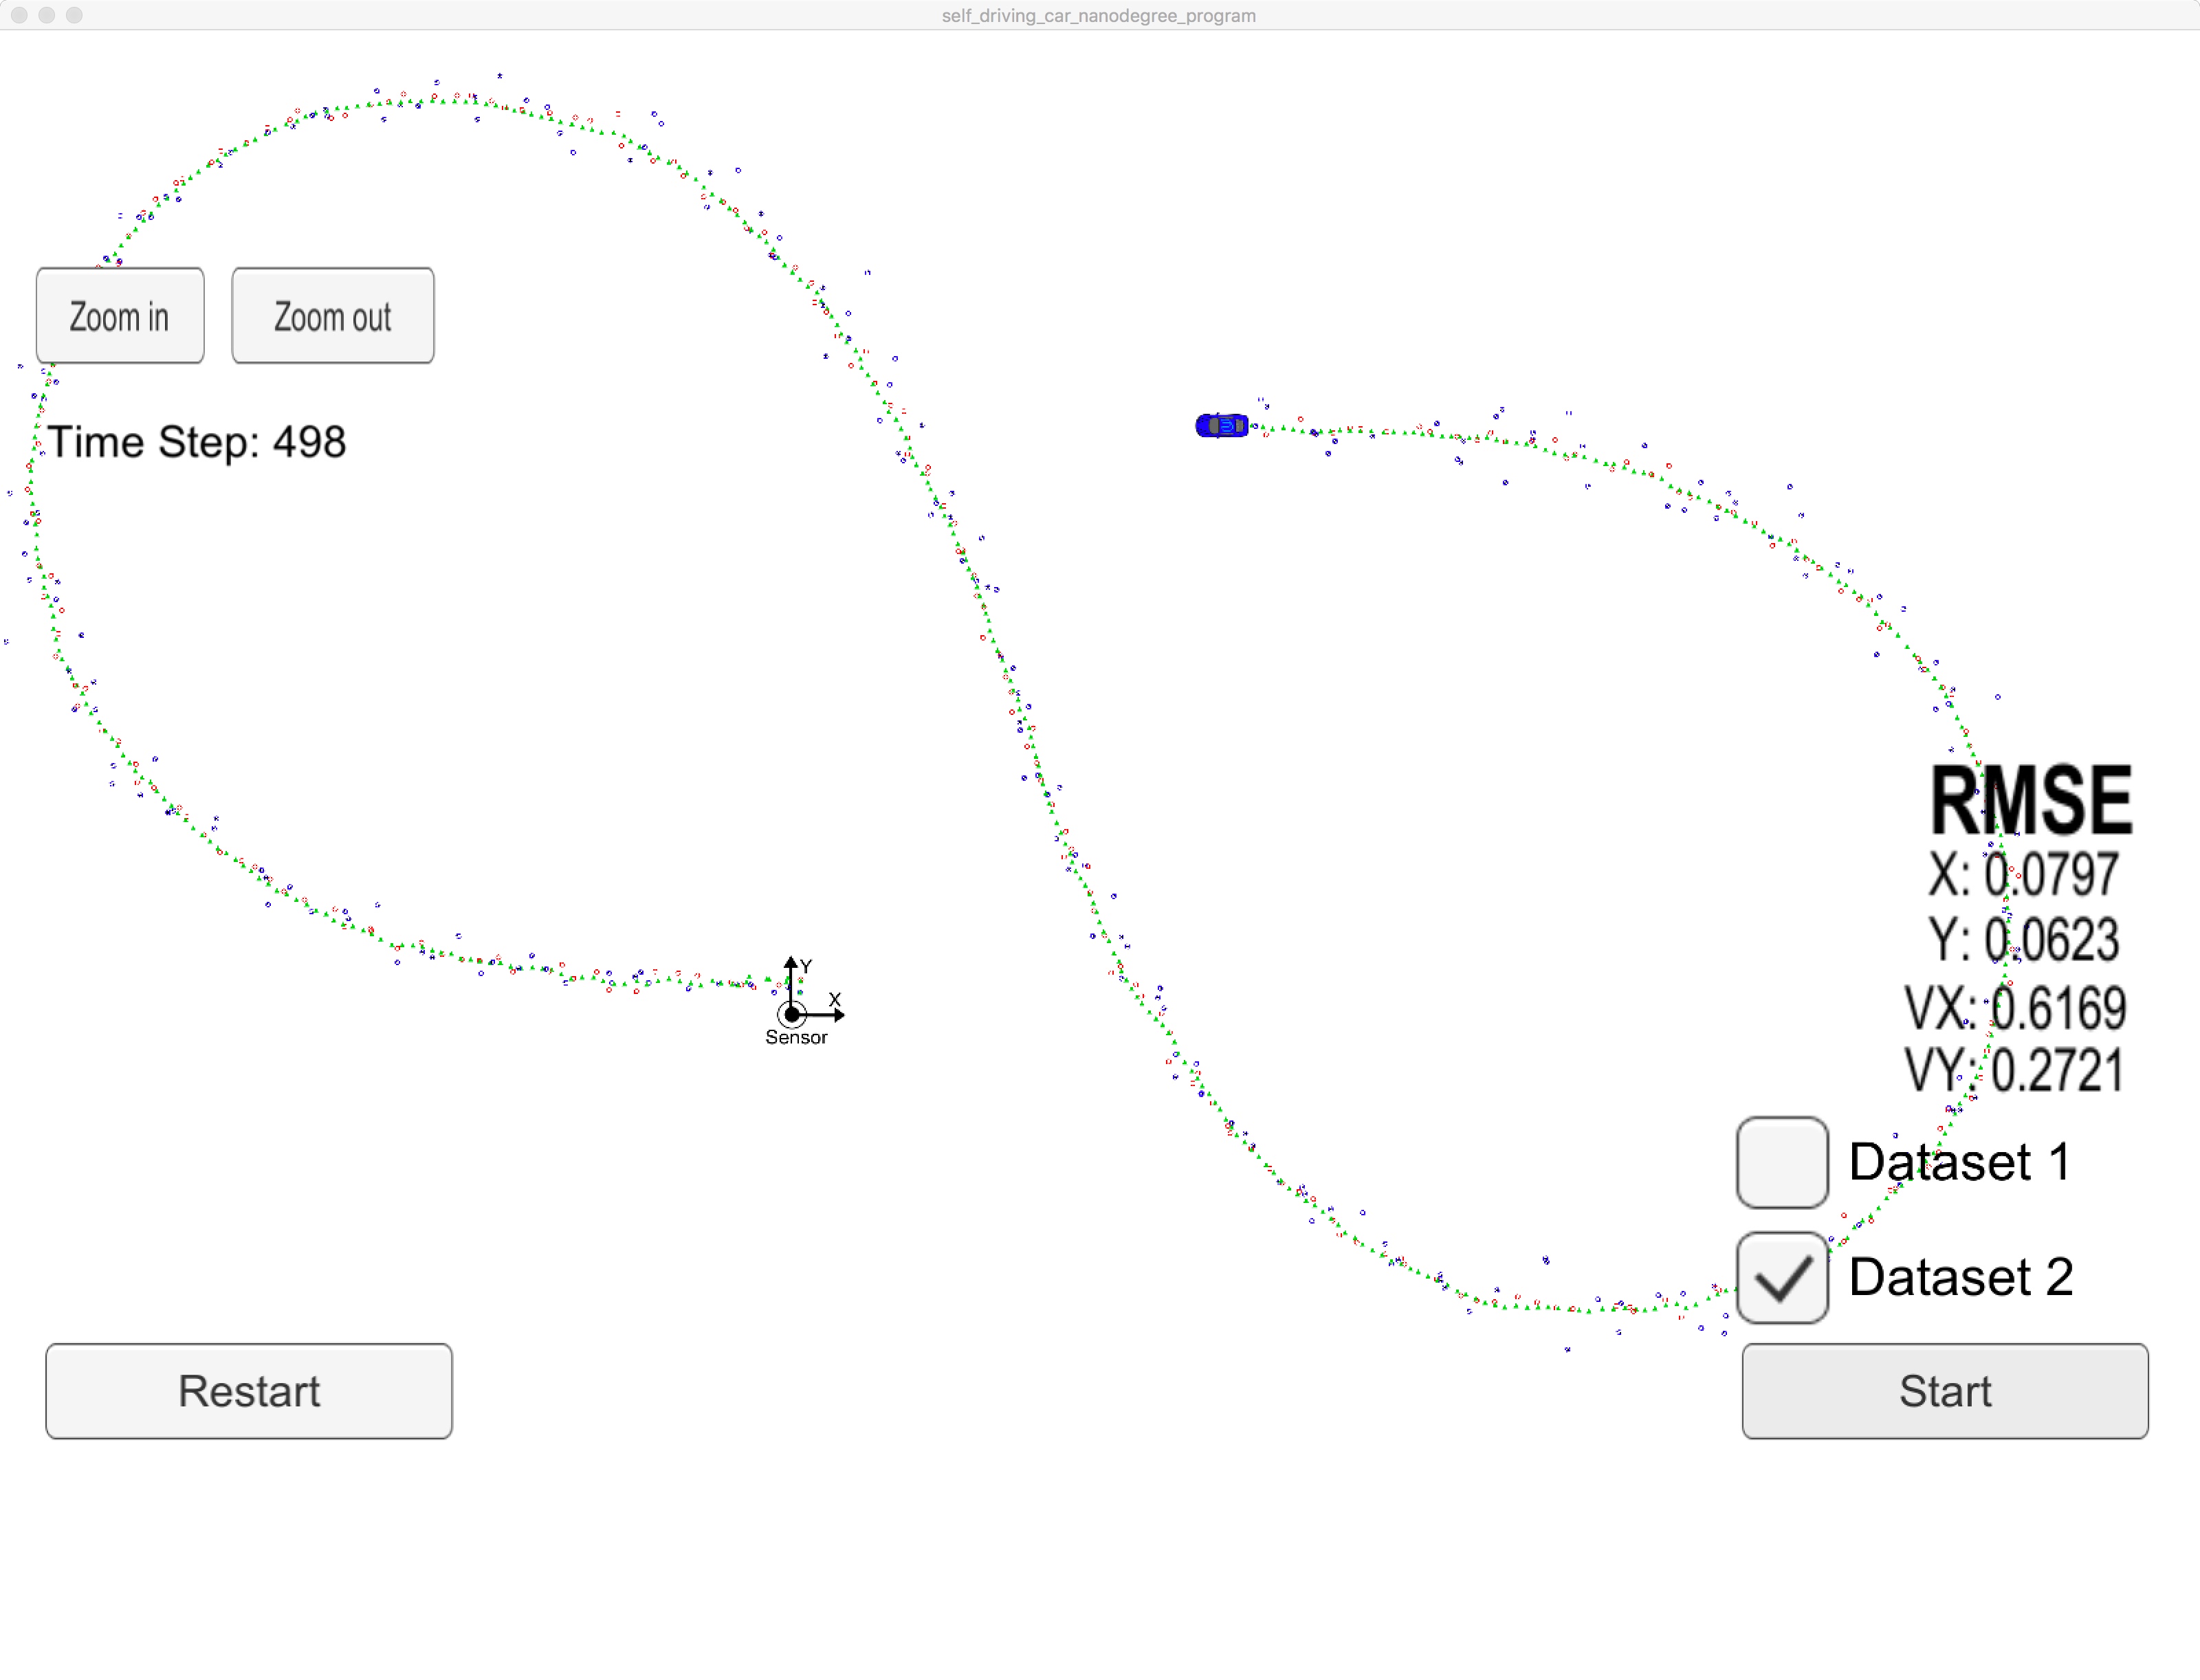 self_driving_car_nanodegree_program
Zoom in
Zoom out
Time Step: 498
RMSE
X: 0.0797
Y: 0.0623
VX: 0.6169
VY: 0.2721
Y
X
Sensor
Dataset 1
Dataset 2
Restart
Start